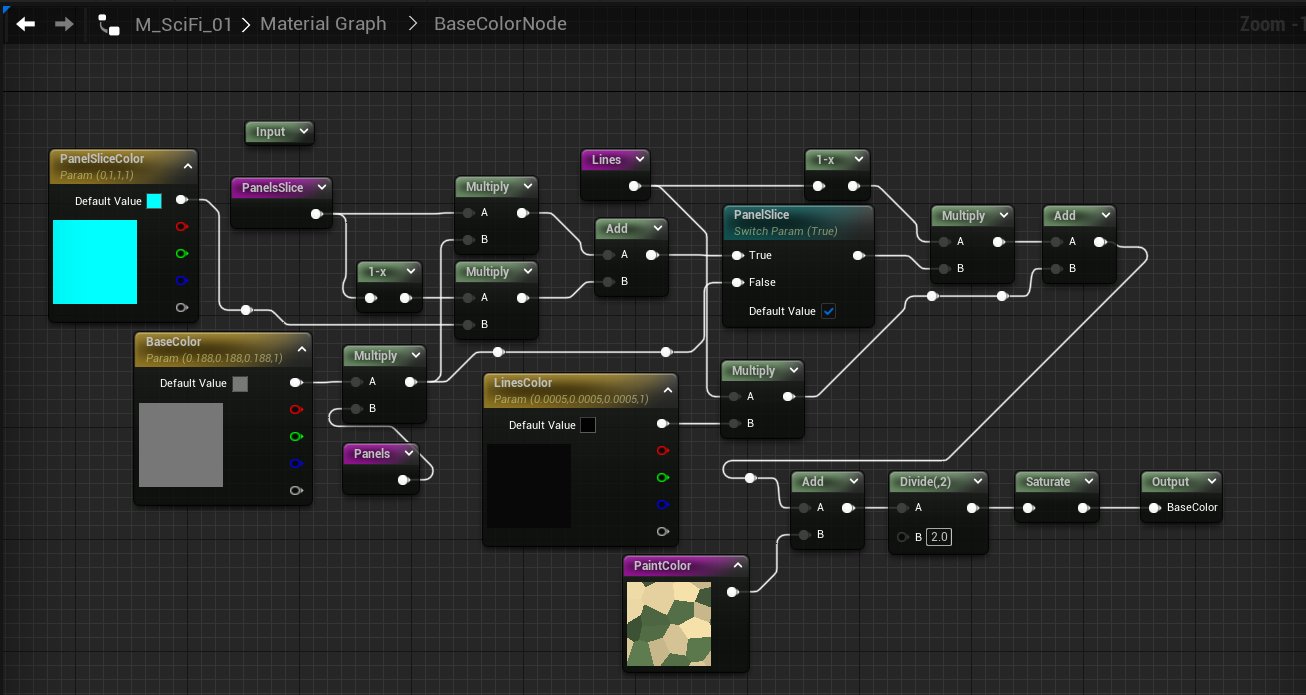 M_SciFi_01 > Material Graph > BaseColorNode
Zoom -1
Input
PanelSliceColor
Param (0,1,1,1)
Default Value
PanelsSlice
Multiply
A
B
1-x
Multiply
A
B
Add
A
B
Lines
PanelSlice
Switch Param (True)
True
False
Default Value
1-x
Multiply
A
B
Add
A
B
BaseColor
Param (0.188,0.188,0.188,1)
Default Value
Multiply
A
B
Panels
LinesColor
Param (0.0005,0.0005,0.0005,1)
Default Value
Multiply
A
B
Add
A
B
Divide(,2)
A
B 2.0
Saturate
Output
BaseColor
PaintColor